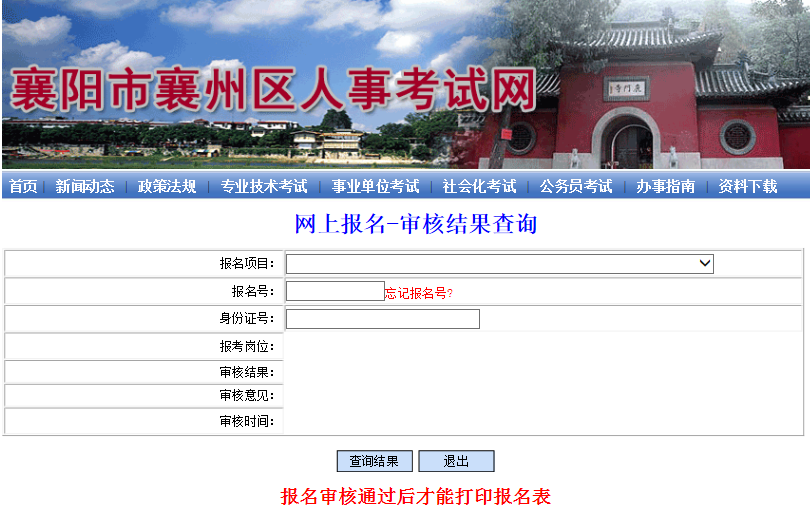 襄阳市襄州区人事考试网
首页 | 新闻动态 | 政策法规 | 专业技术考试 | 事业单位考试 | 社会化考试 | 公务员考试 | 办事指南 | 资料下载
网上报名-审核结果查询
报名项目：
报名号： 忘记报名号?
身份证号：
报考岗位：
审核结果：
审核意见：
审核时间：
查询结果 退出
报名审核通过后才能打印报名表